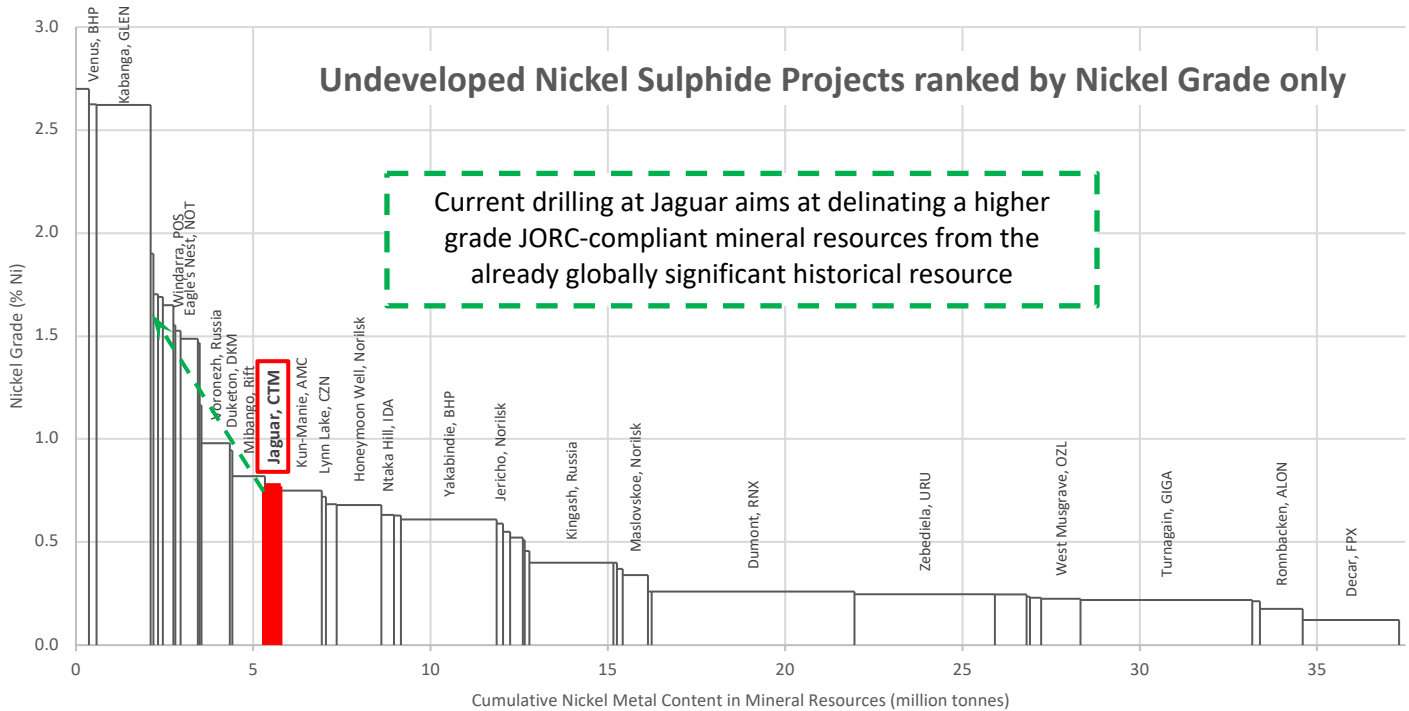 Undeveloped Nickel Sulphide Projects ranked by Nickel Grade only
Current drilling at Jaguar aims at delinating a higher
grade JORC-compliant mineral resources from the
already globally significant historical resource
Nickel Grade (% Ni)
3.0
2.5
2.0
1.5
1.0
0.5
0.0
Venus, BHP
Kabanga, GLEN
Windarra, POS
Eagle's Nest, NOT
Voronezh, Russia
Duketon, DKM
Mibango, Rift
Jaguar, CTM
Kun-Manie, AMC
Lynn Lake, CZN
Honeymoon Well, Norilsk
Ntaka Hill, IDA
Yakabindie, BHP
Jericho, Norilsk
Kingash, Russia
Maslovskoe, Norilsk
Dumont, RNX
Zebediela, URU
West Musgrave, OZL
Turnagain, GIGA
Ronnbacken, ALON
Decar, FPX
0 5 10 15 20 25 30 35
Cumulative Nickel Metal Content in Mineral Resources (million tonnes)